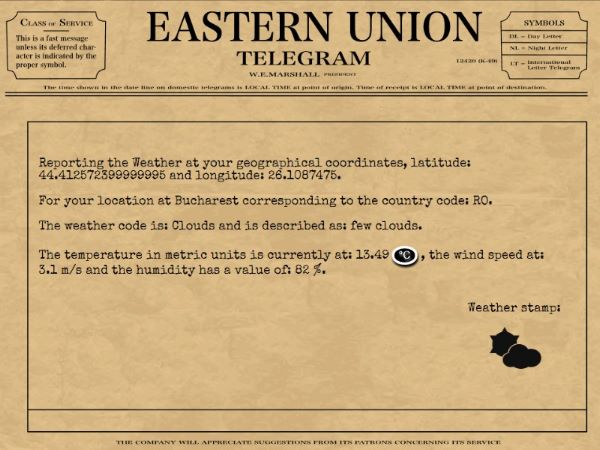 CLASS OF SERVICE
This is a fast message
unless its deferred char-
acter is indicated by the
proper symbol.
EASTERN UNION
TELEGRAM
W.E.MARSHALL PRESIDENT
SYMBOLS
DL = Day Letter
NL = Night Letter
LT = International
Letter Telegram
The time shown in the date line on domestic telegrams is LOCAL TIME at point of origin. Time of receipt is LOCAL TIME at point of destination.
Reporting the Weather at your geographical coordinates, latitude:
44.412572399999995 and longitude: 26.1087475.
For your location at Bucharest corresponding to the country code: RO.
The weather code is: Clouds and is described as: few clouds.
The temperature in metric units is currently at: 13.49 °C , the wind speed at:
3.1 m/s and the humidity has a value of: 82 %.
Weather stamp:
THE COMPANY WILL APPRECIATE SUGGESTIONS FROM ITS PATRONS CONCERNING ITS SERVICE